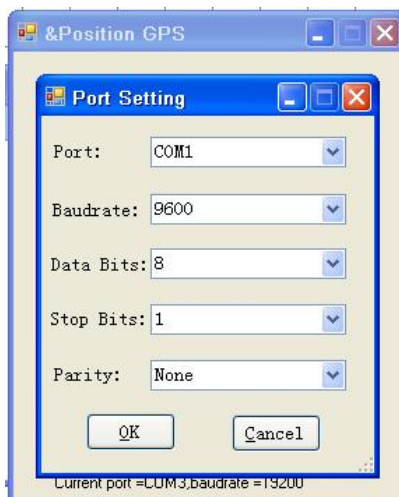 &Position GPS
Port Setting
Port: COM1
Baudrate: 9600
Data Bits: 8
Stop Bits: 1
Parity: None
OK Cancel
Current port =COM3,baudrate =19200